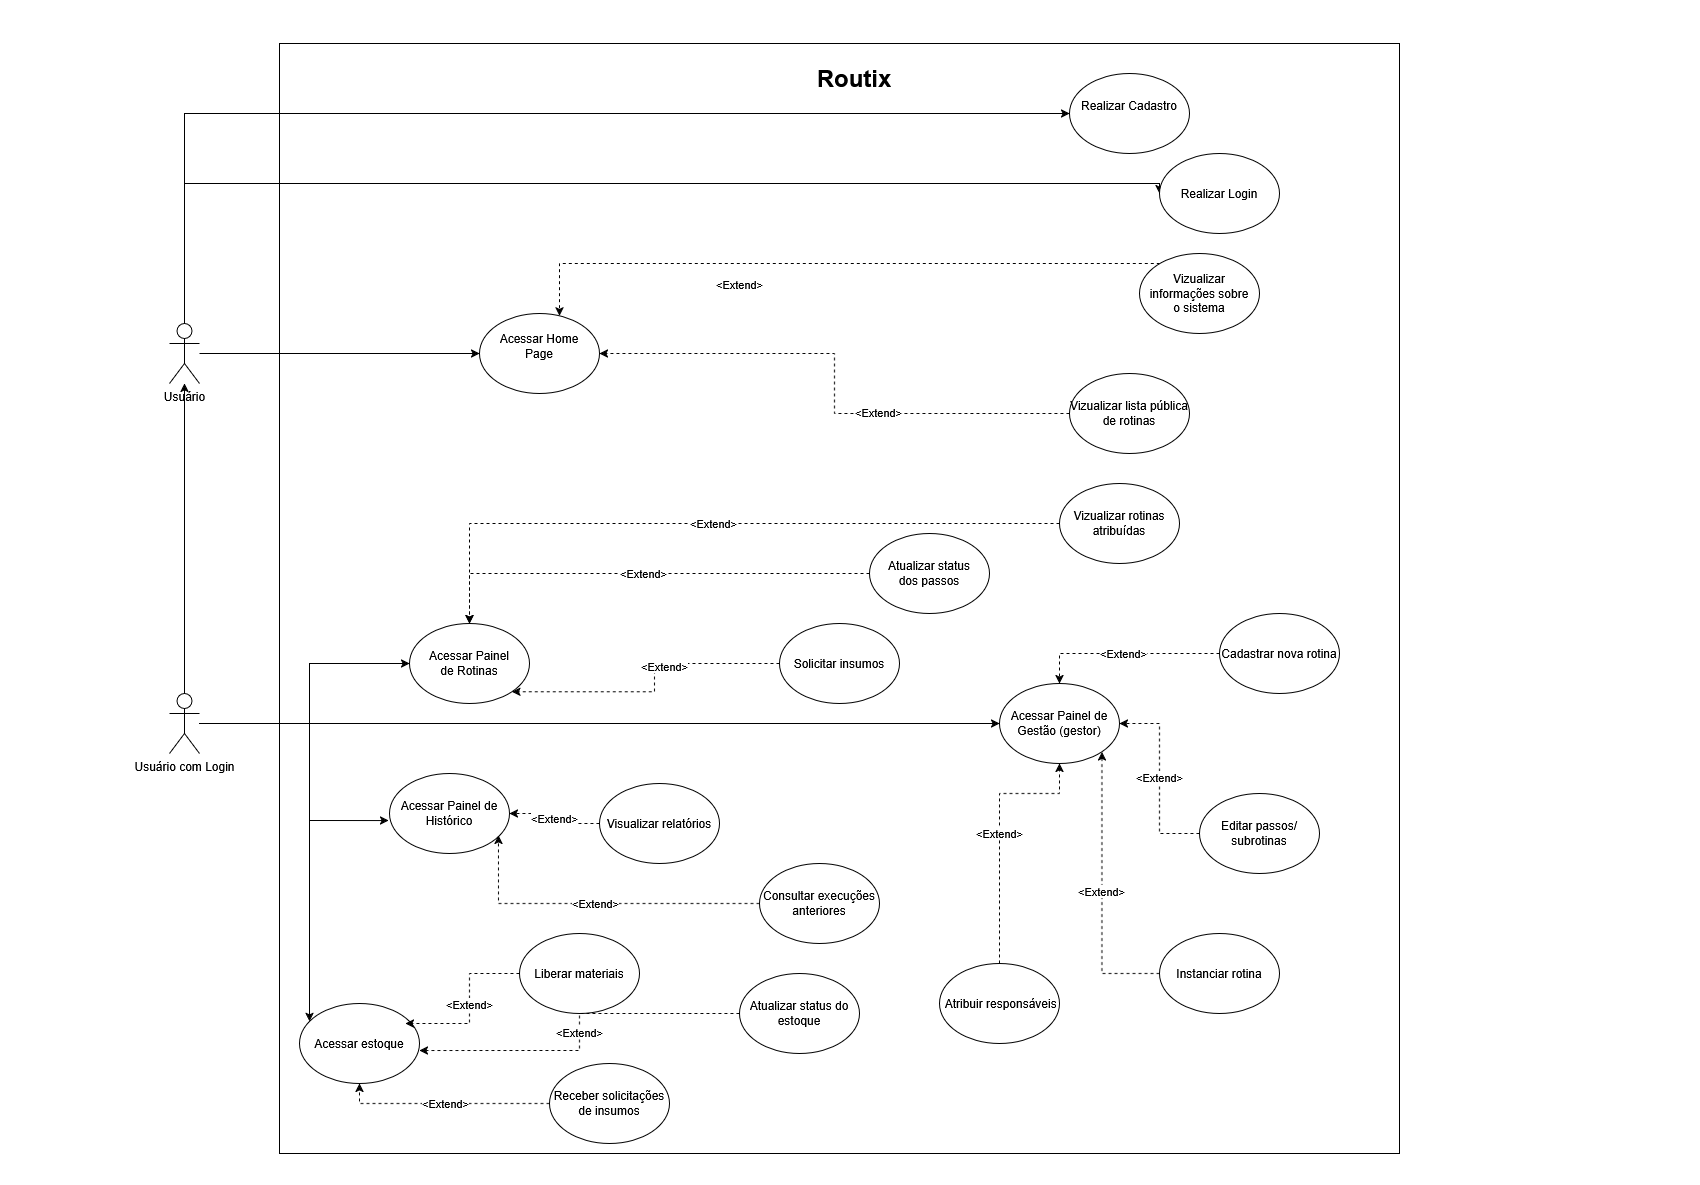 Routix
Realizar Cadastro
Realizar Login
Vizualizar
informações sobre
o sistema
<Extend>
Acessar Home
Page
Usuário
Vizualizar lista pública
de rotinas
<Extend>
Vizualizar rotinas
atribuídas
<Extend>
Atualizar status
dos passos
<Extend>
Acessar Painel
de Rotinas
Solicitar insumos
<Extend>
Cadastrar nova rotina
<Extend>
Acessar Painel de
Gestão (gestor)
Usuário com Login
<Extend>
Acessar Painel de
Histórico
<Extend>
Visualizar relatórios
<Extend>
Editar passos/
subrotinas
<Extend>
Consultar execuções
anteriores
<Extend>
Liberar materiais
Instanciar rotina
<Extend>
Atualizar status do
estoque
Atribuir responsáveis
<Extend>
Acessar estoque
<Extend>
Receber solicitações
de insumos